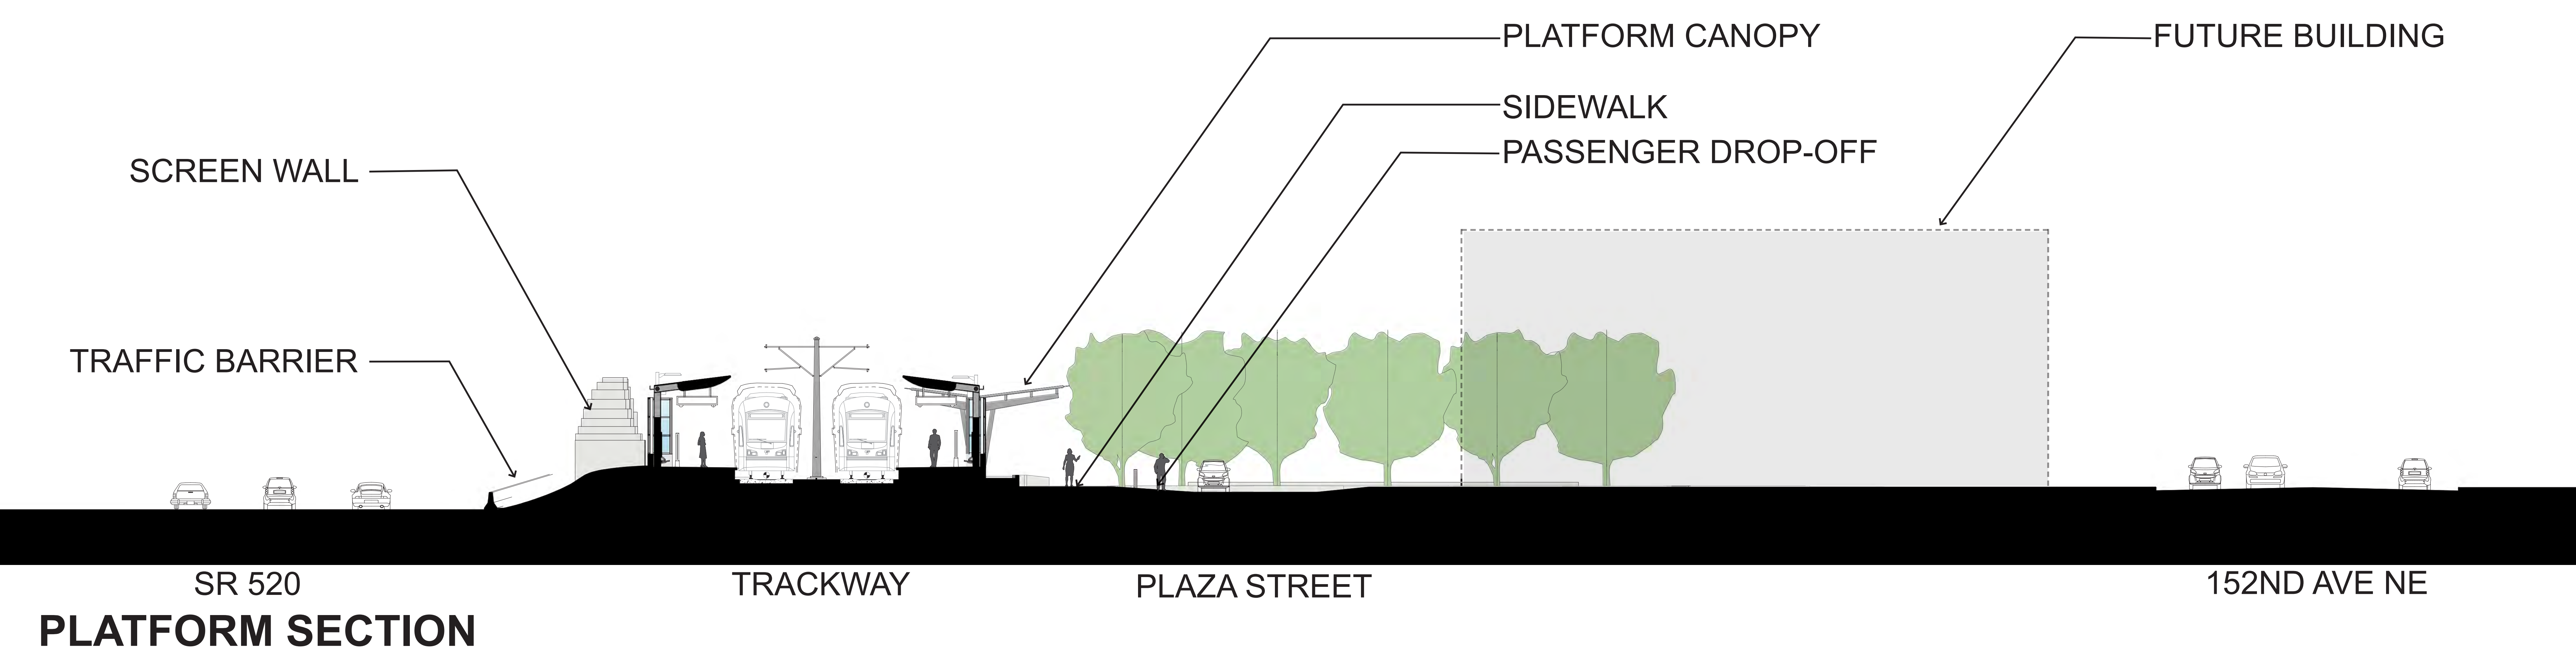 PLATFORM CANOPY
FUTURE BUILDING
SIDEWALK
PASSENGER DROP-OFF
SCREEN WALL
TRAFFIC BARRIER
SR 520
TRACKWAY
PLAZA STREET
152ND AVE NE
PLATFORM SECTION